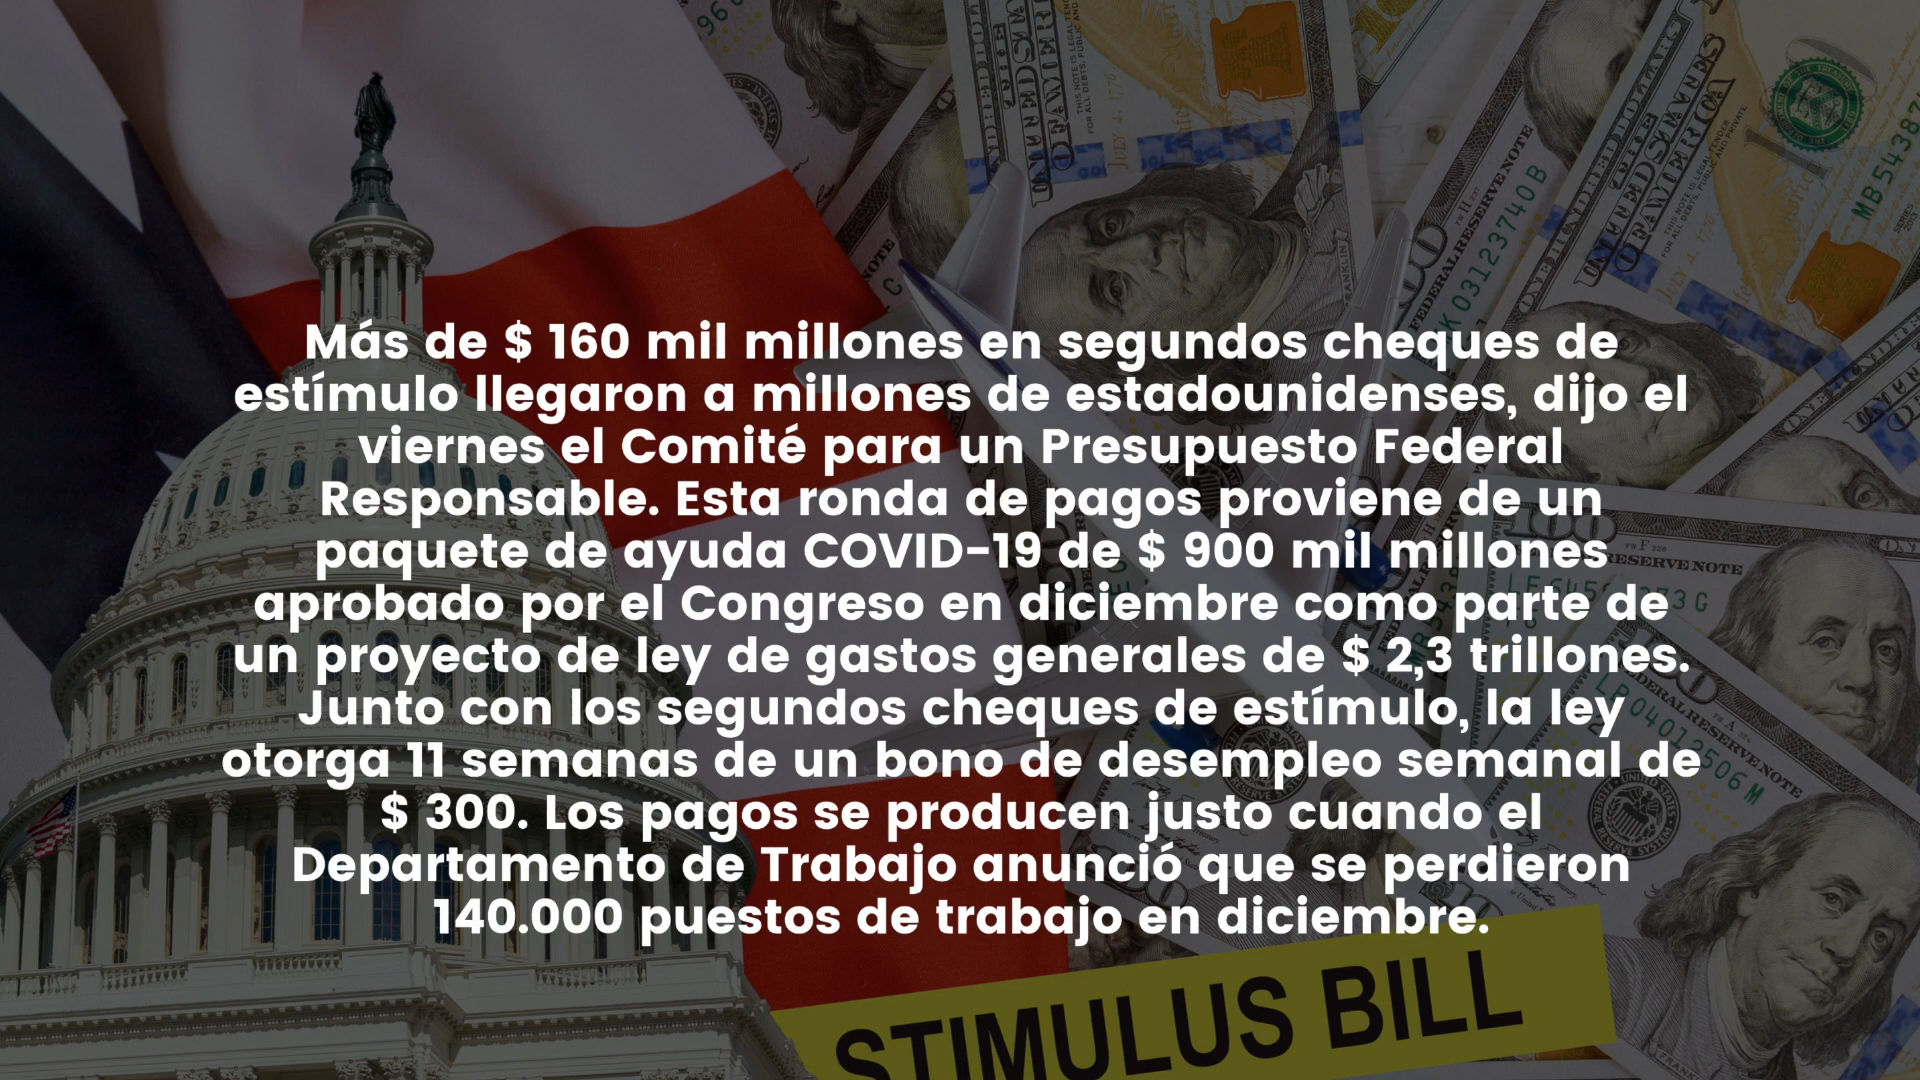 Más de $ 160 mil millones en segundos cheques de
estímulo llegaron a millones de estadounidenses, dijo el
viernes el Comité para un Presupuesto Federal
Responsable. Esta ronda de pagos proviene de un
paquete de ayuda COVID-19 de $ 900 mil millones
aprobado por el Congreso en diciembre como parte de
un proyecto de ley de gastos generales de $ 2,3 trillones.
Junto con los segundos cheques de estímulo, la ley
otorga 11 semanas de un bono de desempleo semanal de
$ 300. Los pagos se producen justo cuando el
Departamento de Trabajo anunció que se perdieron
140.000 puestos de trabajo en diciembre.
STIMULUS BILL